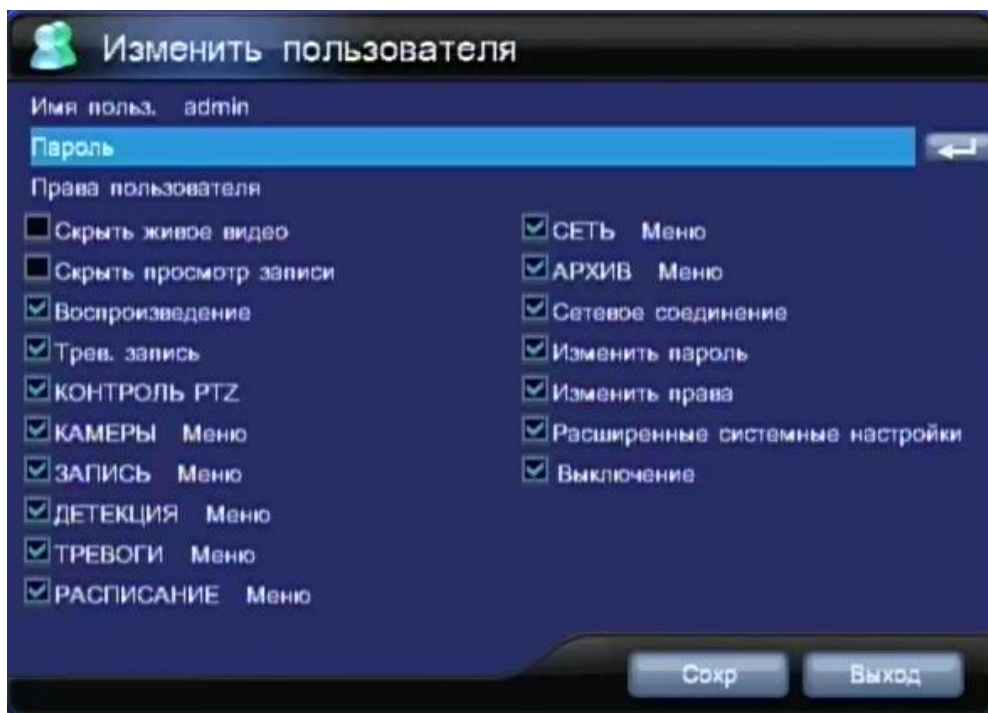 Изменить пользователя
Имя польз. admin
Пароль
Права пользователя
Скрыть живое видео
Скрыть просмотр записи
Воспроизведение
Трев. запись
КОНТРОЛЬ PTZ
КАМЕРЫ Меню
ЗАПИСЬ Меню
ДЕТЕКЦИЯ Меню
ТРЕВОГИ Меню
РАСПИСАНИЕ Меню
СЕТЬ Меню
АРХИВ Меню
Сетевое соединение
Изменить пароль
Изменить права
Расширенные системные настройки
Выключение
Сохр
Выход